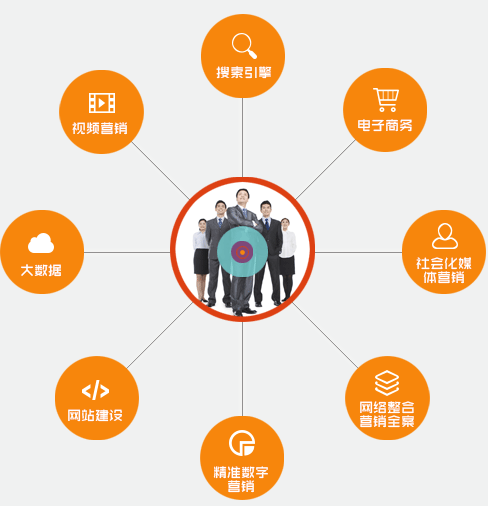 搜索引擎
电子商务
社会化媒
体营销
网络整合
营销全案
精准数字
营销
网站建设
大数据
视频营销